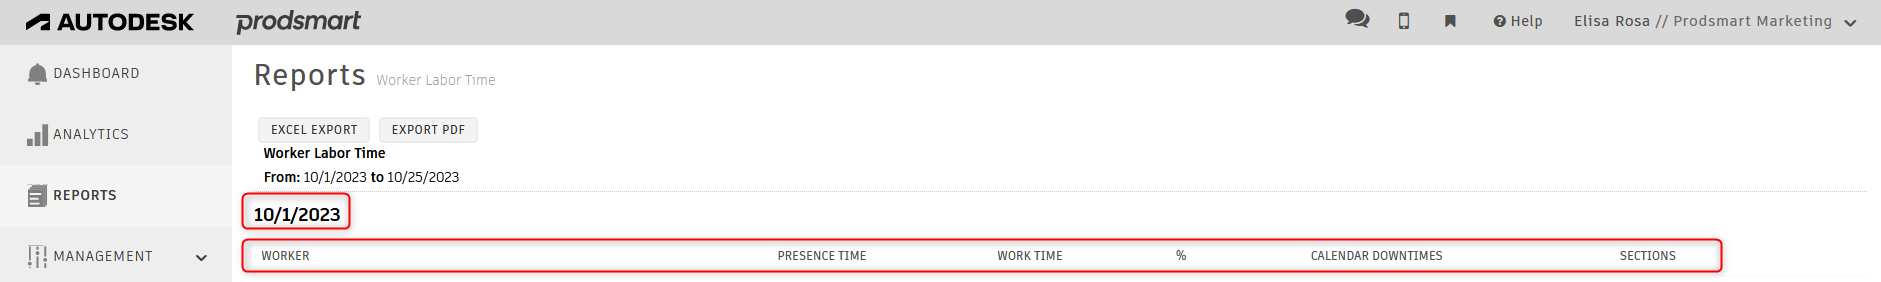 AUTODESK prodsmart Help Elisa Rosa // Prodsmart Marketing
DASHBOARD
ANALYTICS
REPORTS
MANAGEMENT
Reports Worker Labor Time
EXCEL EXPORT EXPORT PDF
Worker Labor Time
From: 10/1/2023 to 10/25/2023
10/1/2023
WORKER PRESENCE TIME WORK TIME % CALENDAR DOWNTIMES SECTIONS